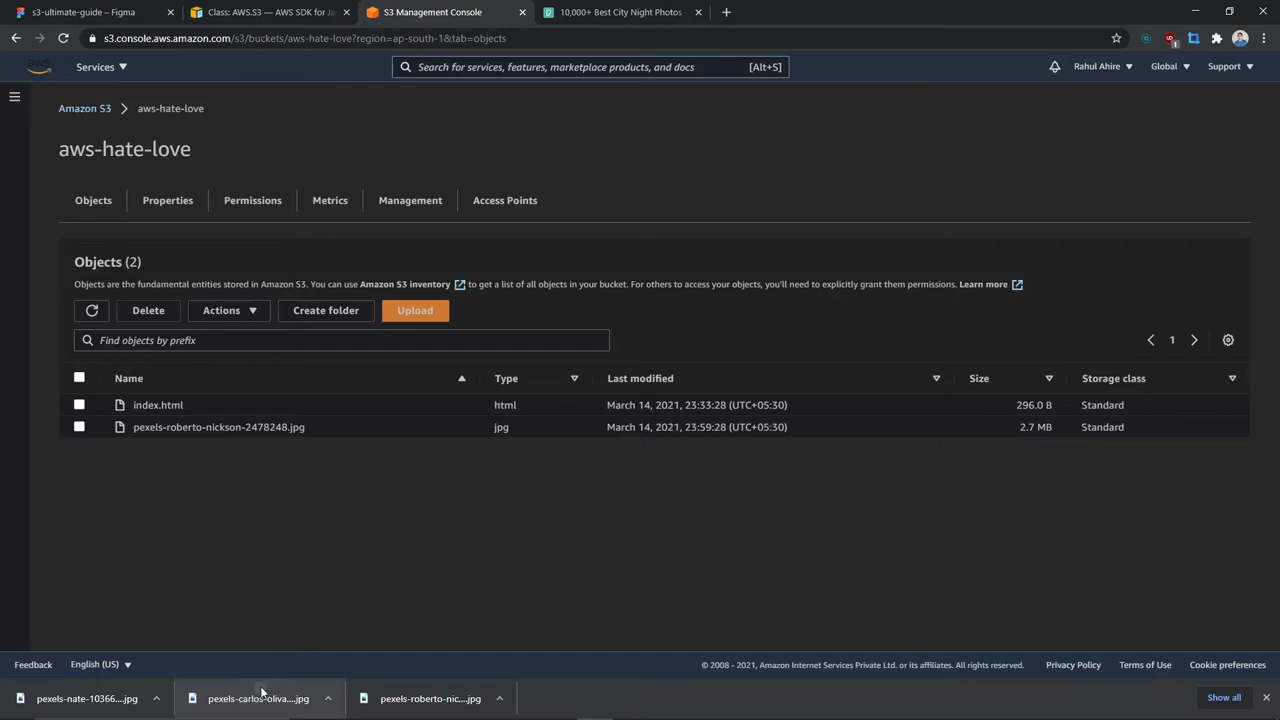 s3-ultimate-guide – Figma
Class: AWS.S3 — AWS SDK for Ja
S3 Management Console
10,000+ Best City Night Photos ·
s3.console.aws.amazon.com/s3/buckets/aws-hate-love?region=ap-south-1&tab=objects
aws
Services
Search for services, features, marketplace products, and docs
[Alt+S]
Rahul Ahire
Global
Support
Amazon S3
aws-hate-love
aws-hate-love
Objects
Properties
Permissions
Metrics
Management
Access Points
Objects (2)
Objects are the fundamental entities stored in Amazon S3. You can use Amazon S3 inventory to get a list of all objects in your bucket. For others to access your objects, you'll need to explicitly grant them permissions. Learn more
Delete
Actions
Create folder
Upload
Find objects by prefix
1
Name
Type
Last modified
Size
Storage class
index.html
html
March 14, 2021, 23:33:28 (UTC+05:30)
296.0 B
Standard
pexels-roberto-nickson-2478248.jpg
jpg
March 14, 2021, 23:59:28 (UTC+05:30)
2.7 MB
Standard
Feedback
English (US)
© 2008 - 2021, Amazon Internet Services Private Ltd. or its affiliates. All rights reserved.
Privacy Policy
Terms of Use
Cookie preferences
pexels-nate-10366....jpg
pexels-carlos-oliva....jpg
pexels-roberto-nic....jpg
Show all